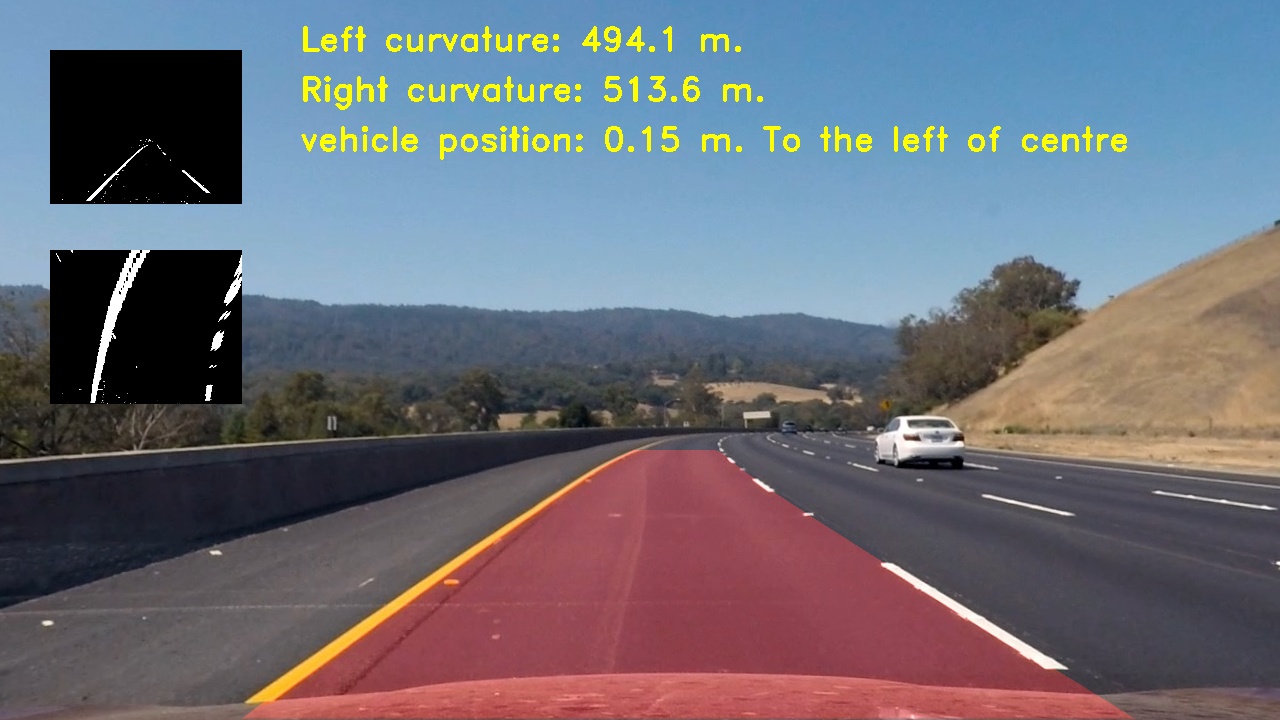 Left curvature: 494.1 m.
Right curvature: 513.6 m.
vehicle position: 0.15 m. To the left of centre